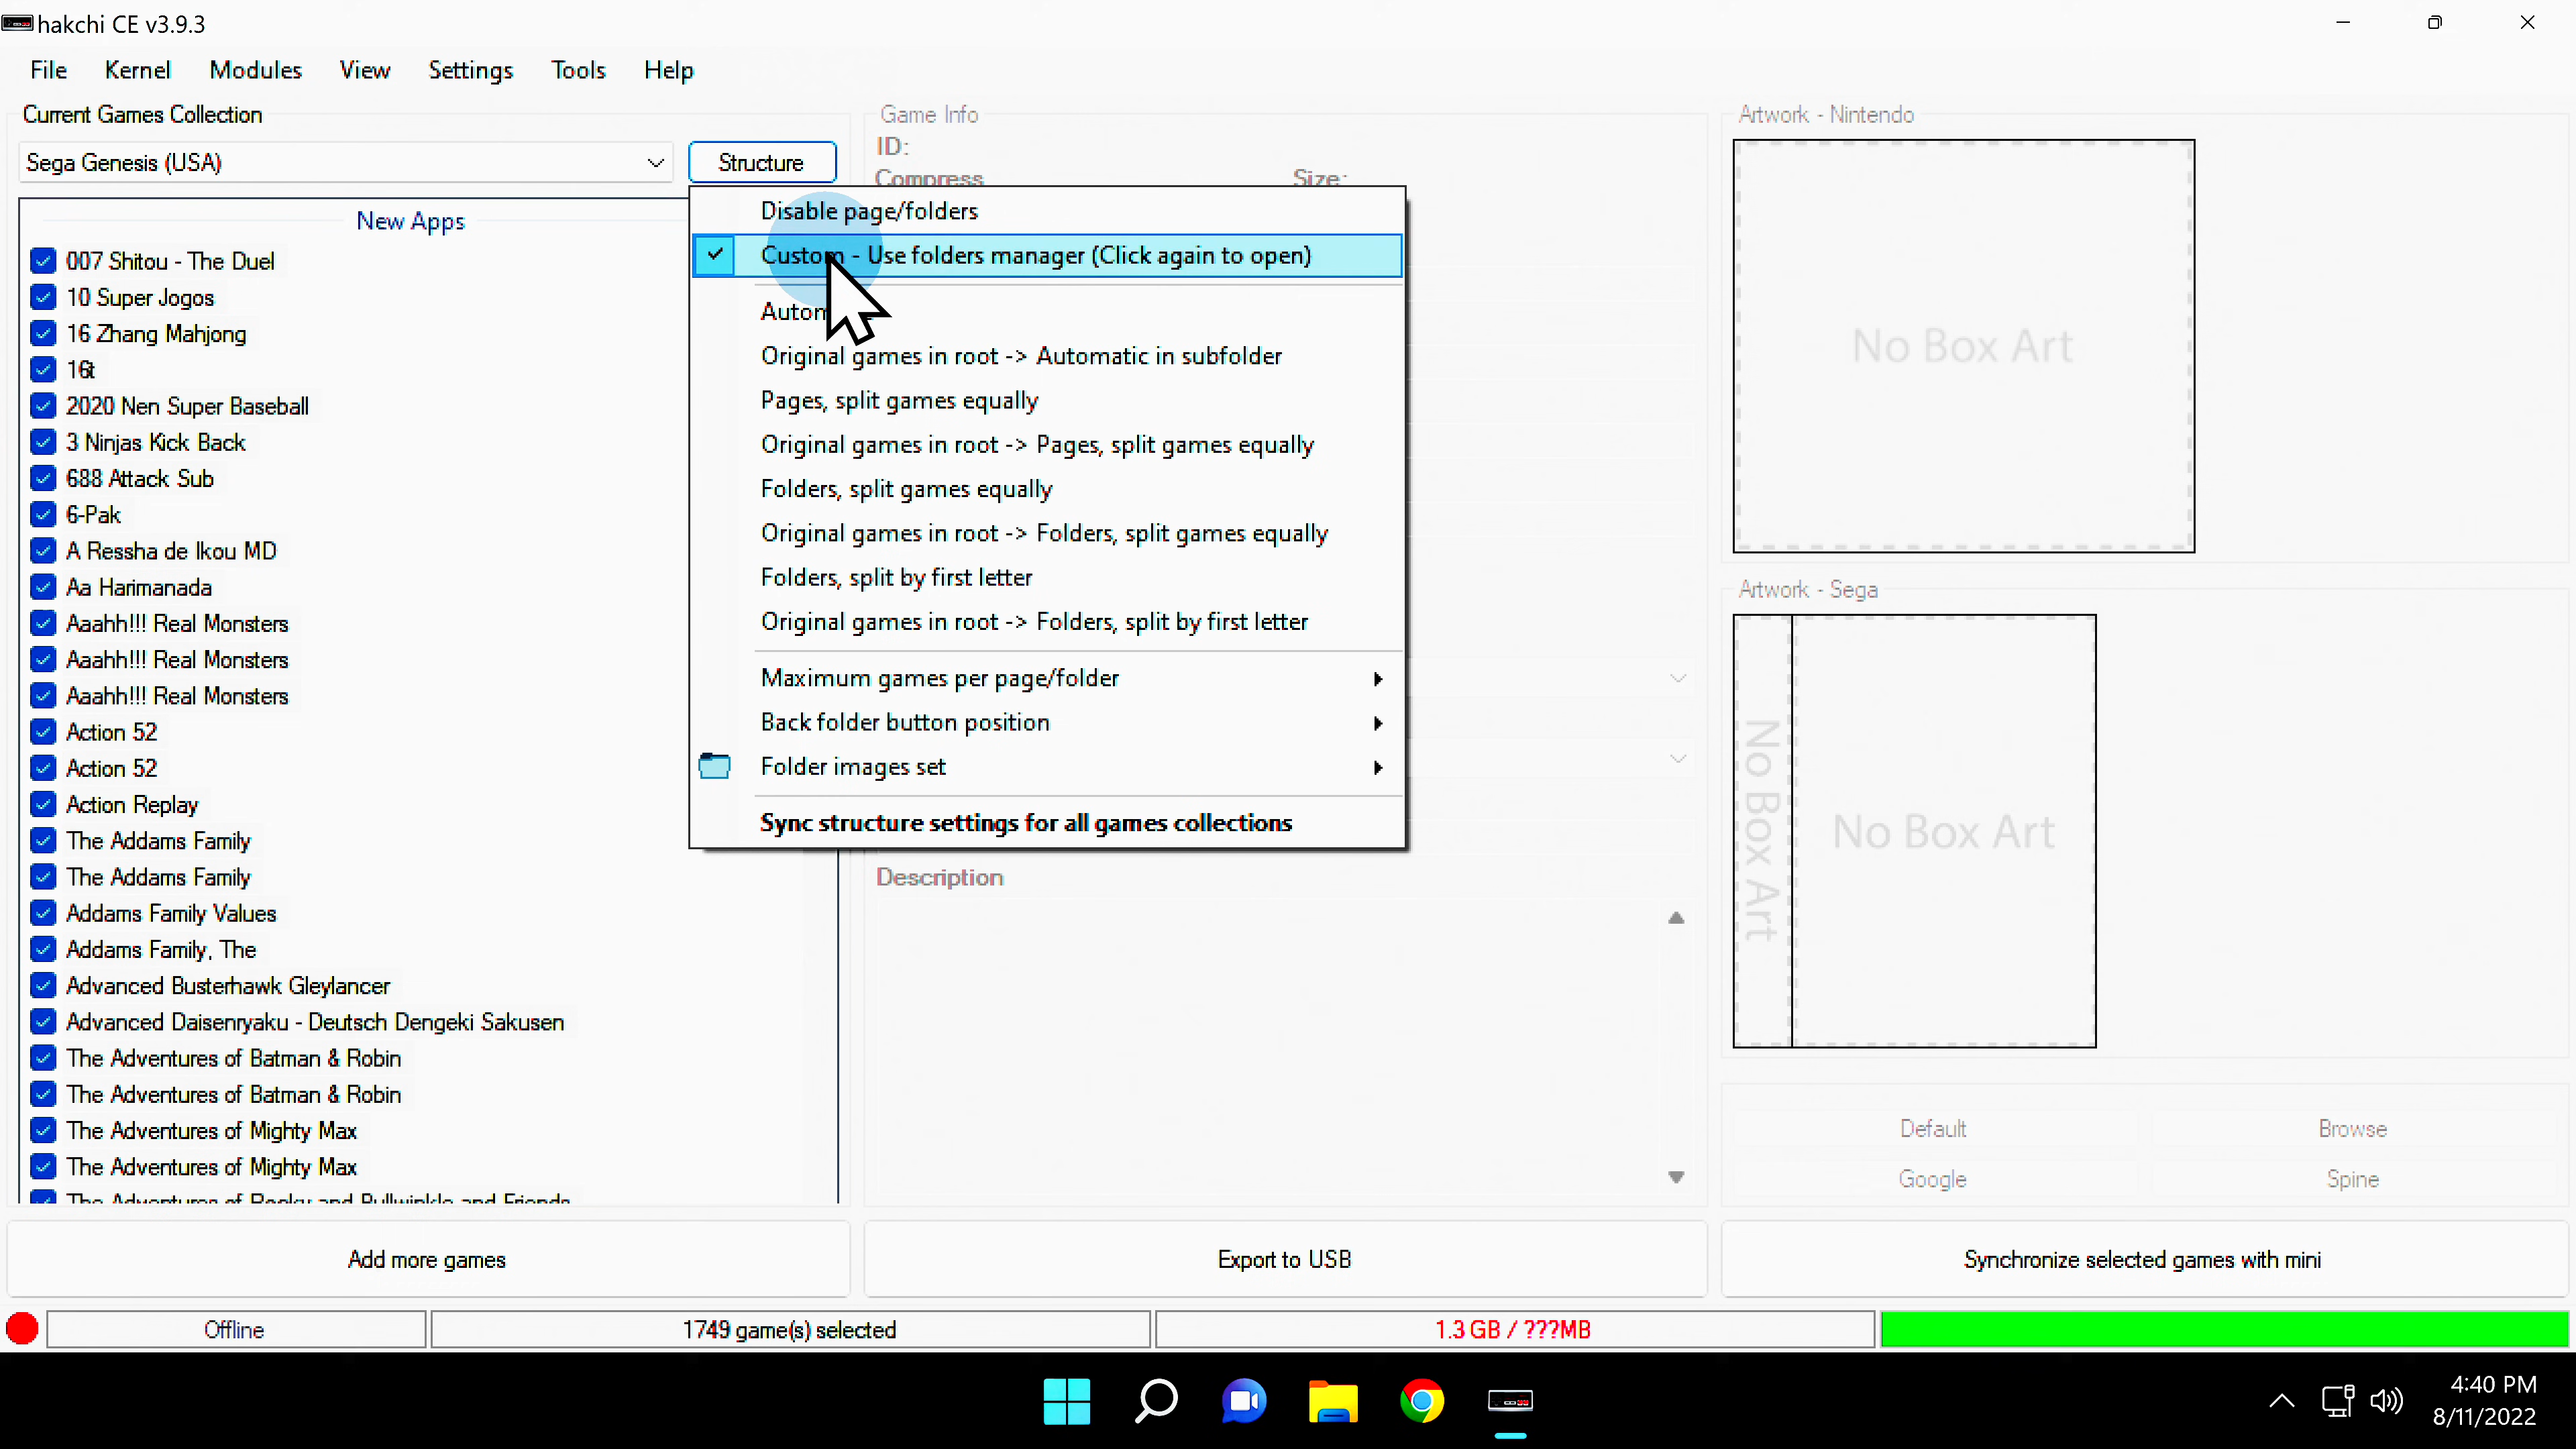 hakchi CE v3.9.3
File Kernel Modules View Settings Tools Help
Current Games Collection
Sega Genesis (USA)
Structure
New Apps
007 Shitou - The Duel
10 Super Jogos
16 Zhang Mahjong
16t
2020 Nen Super Baseball
3 Ninjas Kick Back
688 Attack Sub
6-Pak
A Ressha de Ikou MD
Aa Harimanada
Aaahh!!! Real Monsters
Aaahh!!! Real Monsters
Aaahh!!! Real Monsters
Action 52
Action 52
Action Replay
The Addams Family
The Addams Family
Addams Family Values
Addams Family, The
Advanced Busterhawk Gleylancer
Advanced Daisenryaku - Deutsch Dengeki Sakusen
The Adventures of Batman & Robin
The Adventures of Batman & Robin
The Adventures of Mighty Max
The Adventures of Mighty Max
The Adventures of Rocky and Bullwinkle and Friends
Disable page/folders
Custom - Use folders manager (Click again to open)
Original games in root -> Automatic in subfolder
Pages, split games equally
Original games in root -> Pages, split games equally
Folders, split games equally
Original games in root -> Folders, split games equally
Folders, split by first letter
Original games in root -> Folders, split by first letter
Maximum games per page/folder
Back folder button position
Folder images set
Sync structure settings for all games collections
Game Info
ID:
Compress Size:
Description
Artwork - Nintendo
No Box Art
Artwork - Sega
No Box Art
No Box Art
Default Browse
Google Spine
Add more games
Export to USB
Synchronize selected games with mini
Offline
1749 game(s) selected
1.3 GB / ???MB
4:40 PM
8/11/2022